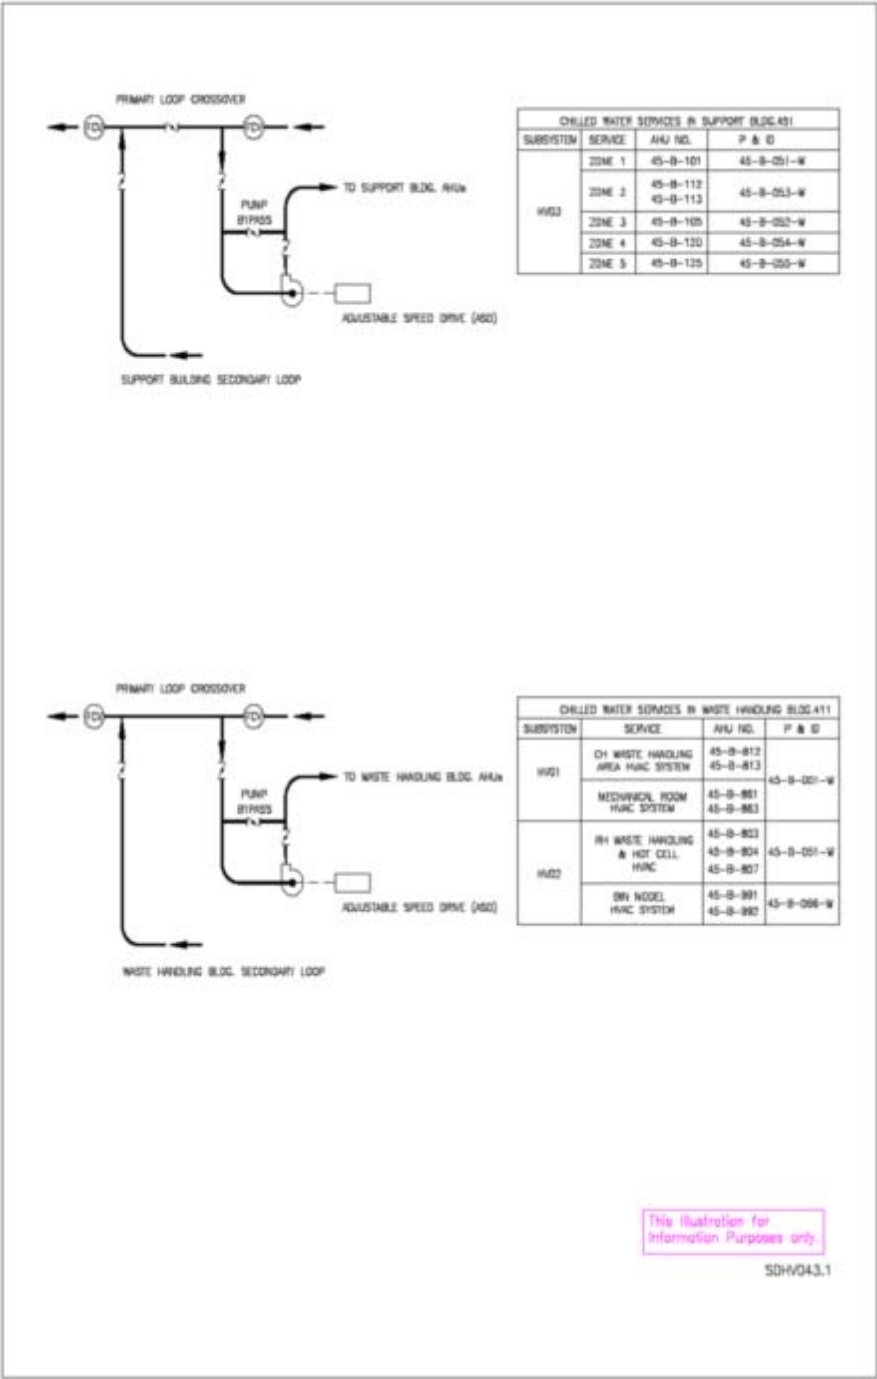 PRIMARY LOOP CROSSOVER
TO SUPPORT BLDG. AHUs
PUMP
BYPASS
ADJUSTABLE SPEED DRIVE (ASD)
SUPPORT BUILDING SECONDARY LOOP
CHILLED WATER SERVICES IN SUPPORT BLDG.451
SUBSYSTEM SERVICE AHU NO. P & ID
HV03
ZONE 1 45-B-101 45-B-051-W
ZONE 2 45-B-112 45-B-053-W
45-B-113
ZONE 3 45-B-105 45-B-052-W
ZONE 4 45-B-120 45-B-054-W
ZONE 5 45-B-125 45-B-055-W
PRIMARY LOOP CROSSOVER
TO WASTE HANDLING BLDG. AHUs
PUMP
BYPASS
ADJUSTABLE SPEED DRIVE (ASD)
WASTE HANDLING BLDG. SECONDARY LOOP
CHILLED WATER SERVICES IN WASTE HANDLING BLDG.411
SUBSYSTEM SERVICE AHU NO. P & ID
HV01
CH WASTE HANDLING 45-B-812
AREA HVAC SYSTEM 45-B-813
45-B-001-W
MECHANICAL ROOM 45-B-861
HVAC SYSTEM 45-B-863
HV02
RH WASTE HANDLING 45-B-803
& HOT CELL 45-B-804 45-B-051-W
HVAC 45-B-807
BIN MODEL 45-B-991
HVAC SYSTEM 45-B-992
This Illustration for
Information Purposes only.
SDHV043.1